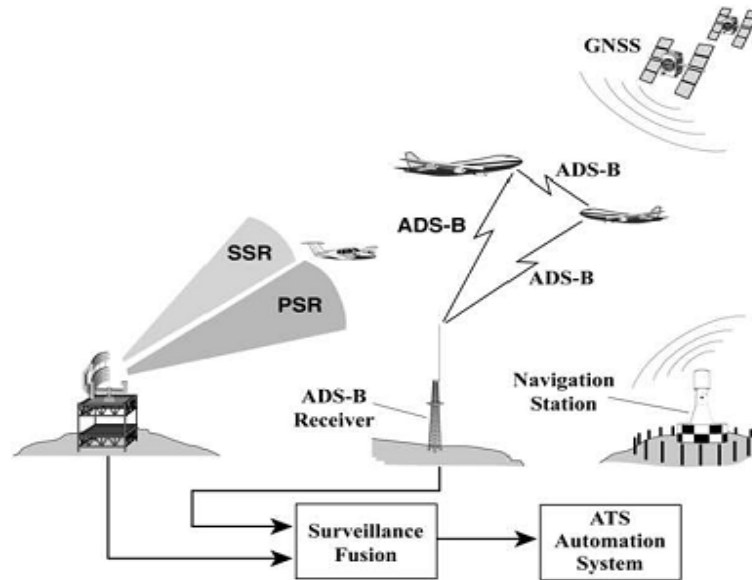 GNSS
ADS-B
ADS-B
ADS-B
SSR
PSR
ADS-B
Receiver
Navigation
Station
Surveillance
Fusion
ATS
Automation
System